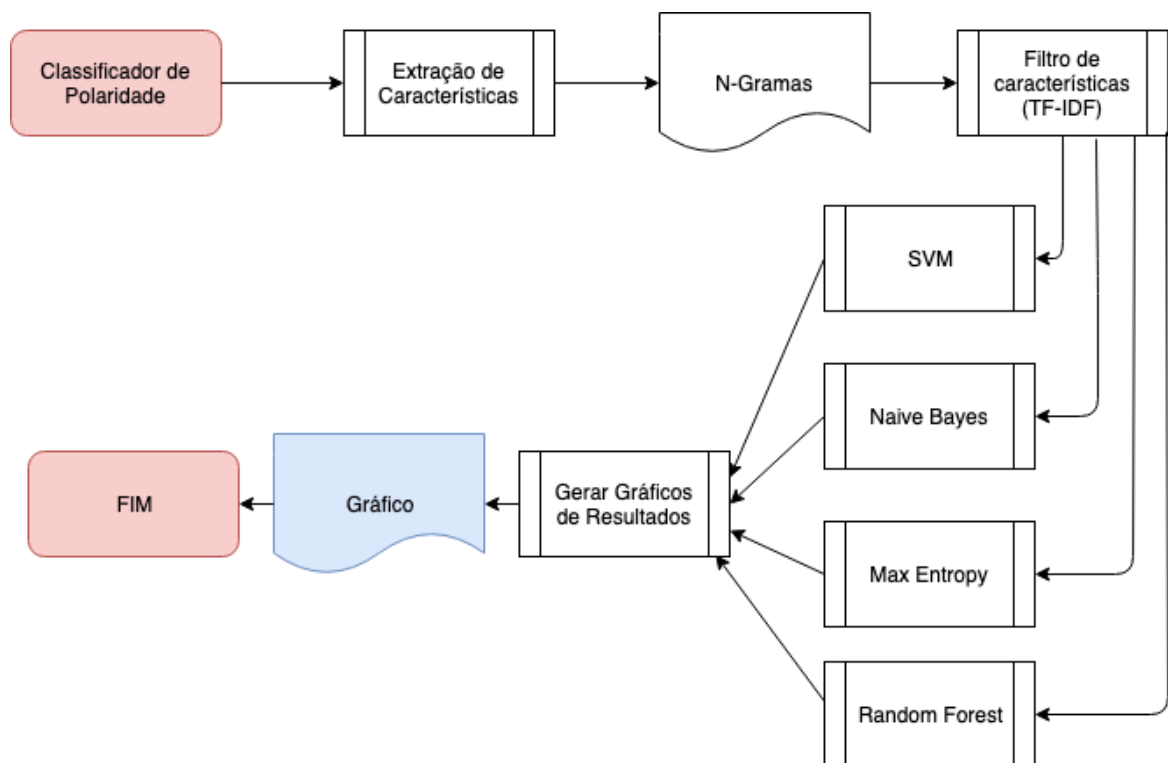 Classificador de
Polaridade
Extração de
Características
N-Gramas
Filtro de
características
(TF-IDF)
SVM
Naive Bayes
Max Entropy
Random Forest
Gerar Gráficos
de Resultados
Gráfico
FIM